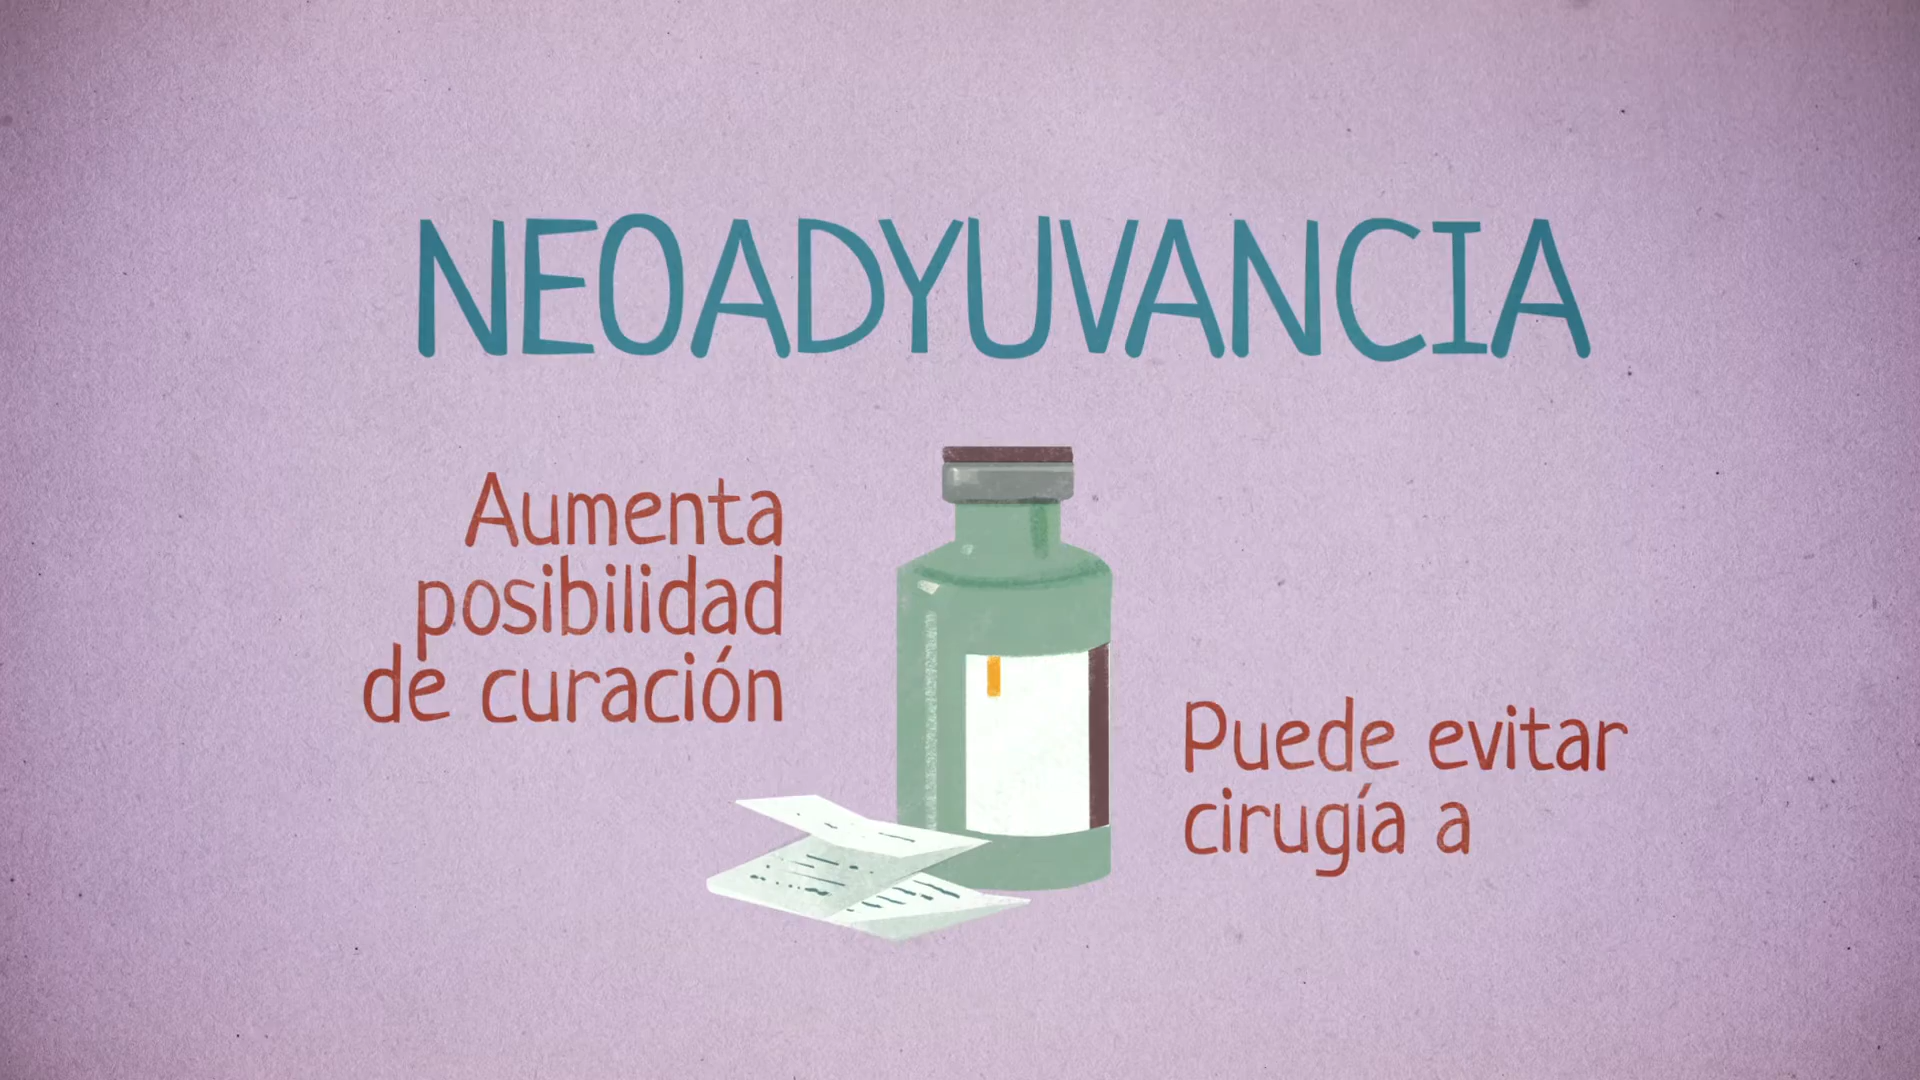 NEOADYUVANCIA
Aumenta
posibilidad
de curación
Puede evitar
cirugía a